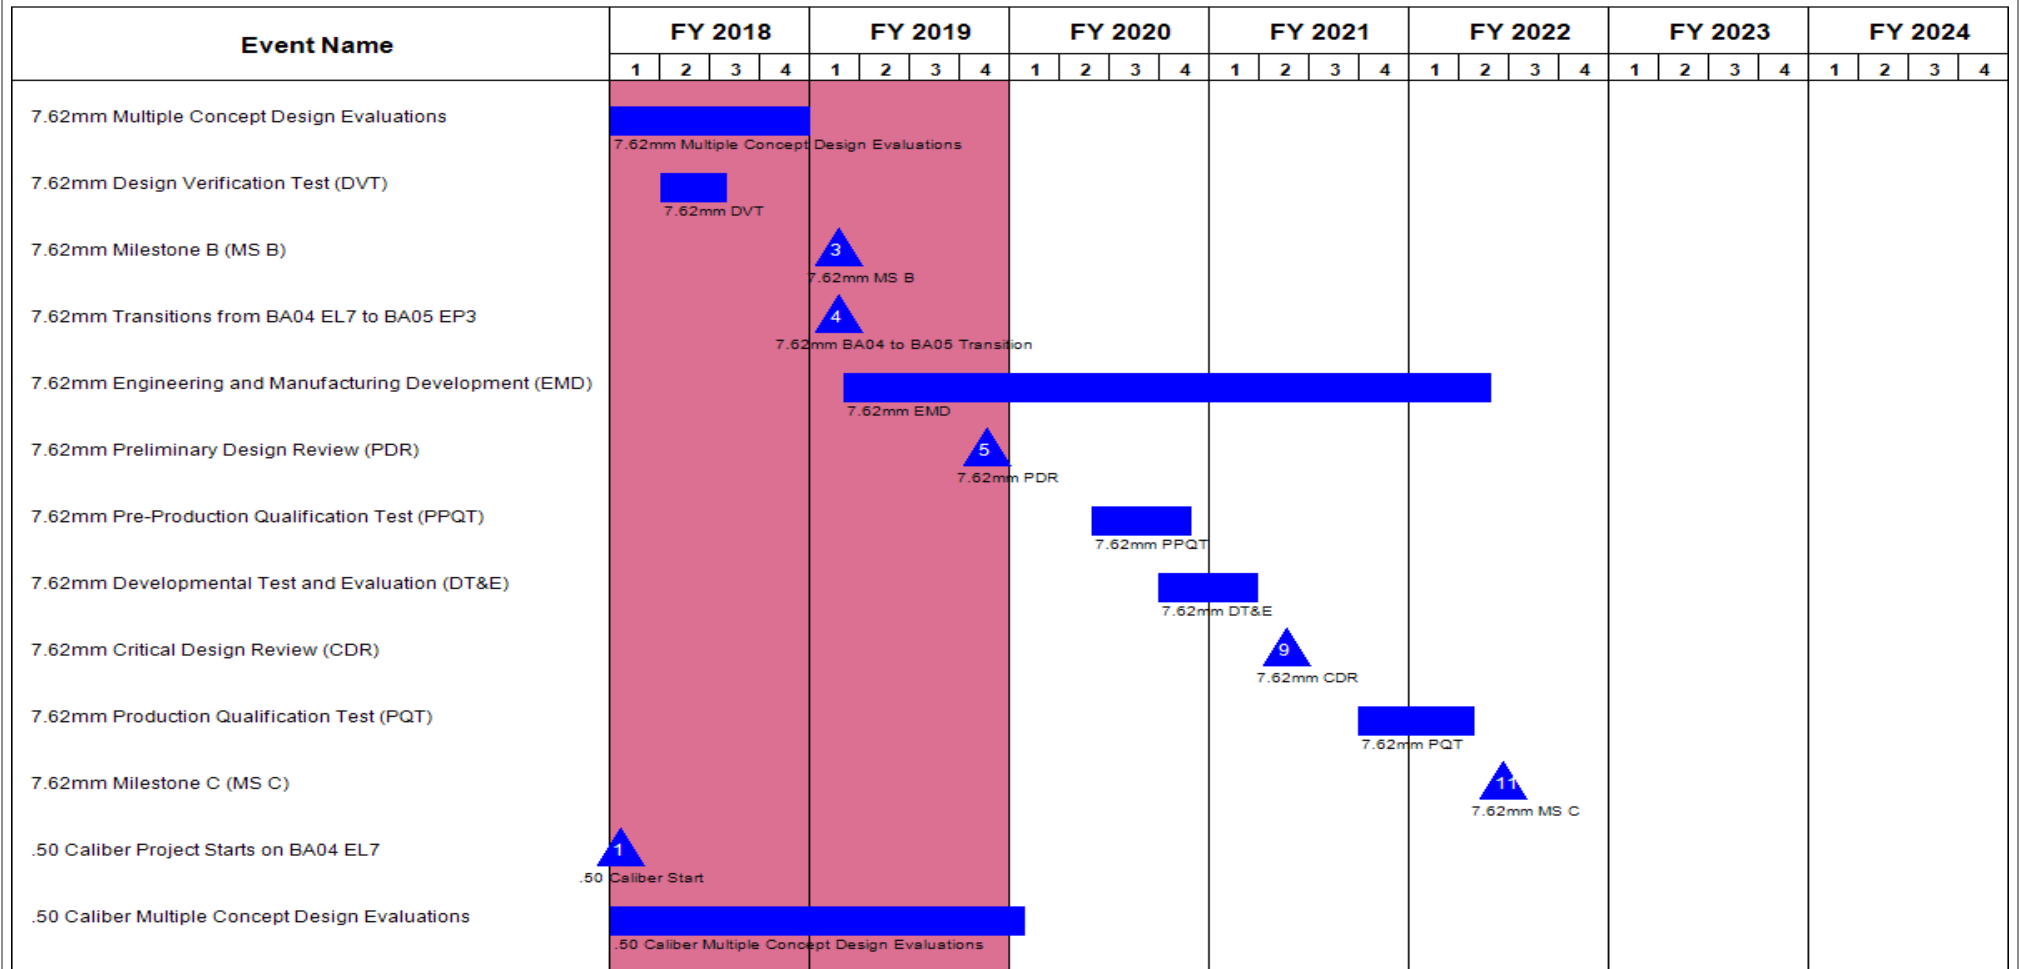 Event Name FY 2018 FY 2019 FY 2020 FY 2021 FY 2022 FY 2023 FY 2024
1 2 3 4 1 2 3 4 1 2 3 4 1 2 3 4 1 2 3 4 1 2 3 4 1 2 3 4
7.62mm Multiple Concept Design Evaluations
7.62mm Multiple Concept Design Evaluations
7.62mm Design Verification Test (DVT)
7.62mm DVT
7.62mm Milestone B (MS B) 3
7.62mm MS B
7.62mm Transitions from BA04 EL7 to BA05 EP3 4
7.62mm BA04 to BA05 Transition
7.62mm Engineering and Manufacturing Development (EMD)
7.62mm EMD
7.62mm Preliminary Design Review (PDR) 5
7.62mm PDR
7.62mm Pre-Production Qualification Test (PPQT)
7.62mm PPQT
7.62mm Developmental Test and Evaluation (DT&E)
7.62mm DT&E
7.62mm Critical Design Review (CDR) 9
7.62mm CDR
7.62mm Production Qualification Test (PQT)
7.62mm PQT
7.62mm Milestone C (MS C) 11
7.62mm MS C
.50 Caliber Project Starts on BA04 EL7 1
.50 Caliber Start
.50 Caliber Multiple Concept Design Evaluations
.50 Caliber Multiple Concept Design Evaluations